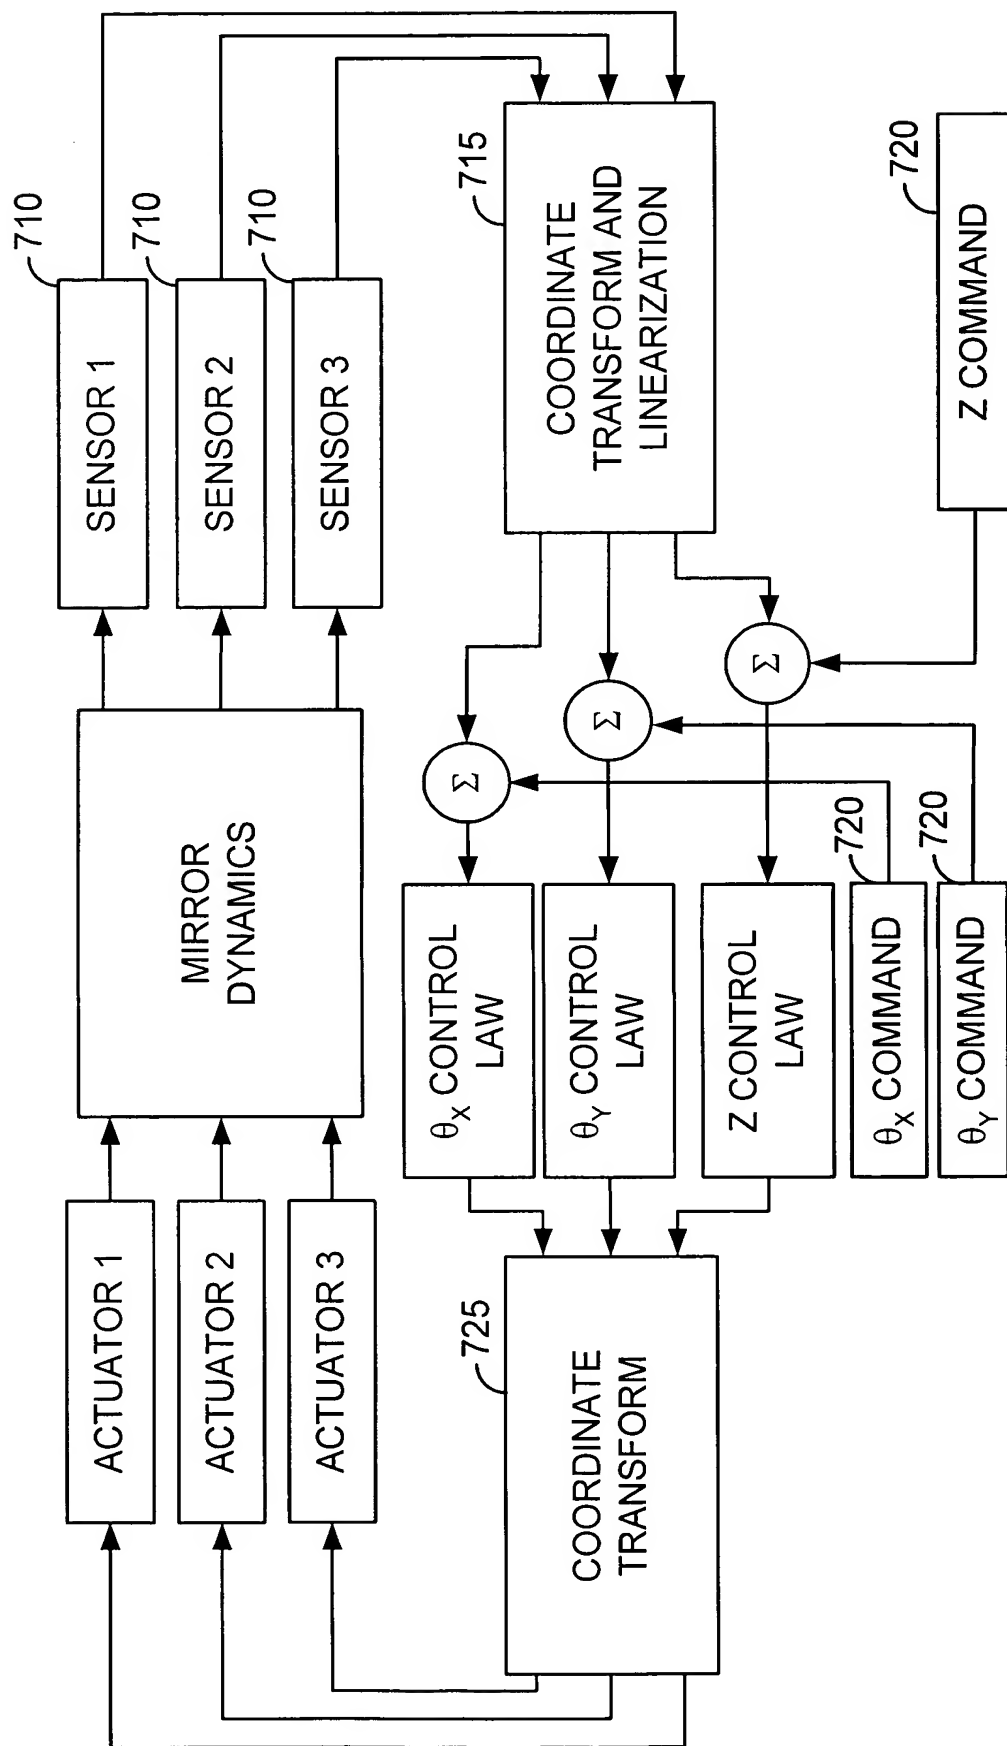 ACTUATOR 1
ACTUATOR 2
ACTUATOR 3
MIRROR
DYNAMICS
710
SENSOR 1
710
SENSOR 2
710
SENSOR 3
725
COORDINATE
TRANSFORM
θX CONTROL
LAW
θY CONTROL
LAW
Z CONTROL
LAW
Σ
Σ
Σ
715
COORDINATE
TRANSFORM AND
LINEARIZATION
720
θX COMMAND
720
θY COMMAND
720
Z COMMAND